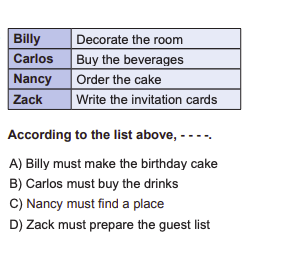 Billy Decorate the room
Carlos Buy the beverages
Nancy Order the cake
Zack Write the invitation cards
According to the list above, - - - -.
A) Billy must make the birthday cake
B) Carlos must buy the drinks
C) Nancy must find a place
D) Zack must prepare the guest list